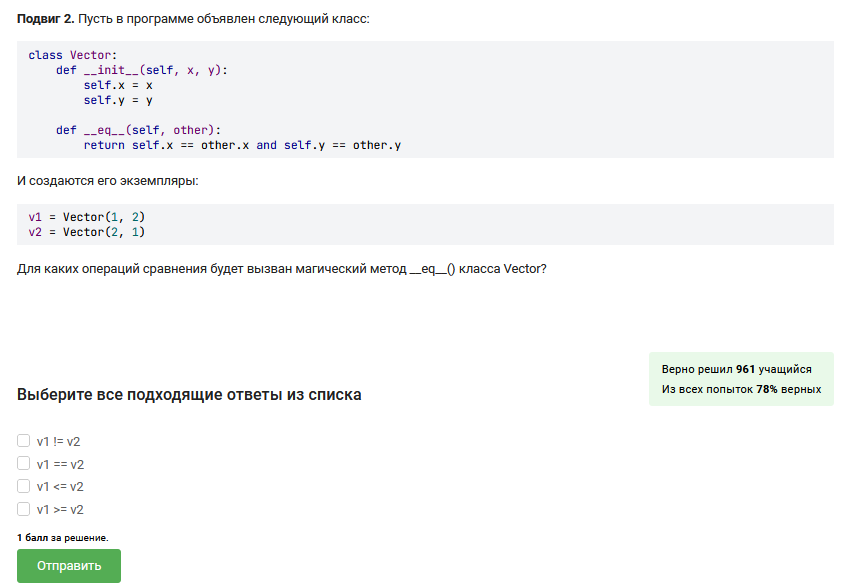 Подвиг 2. Пусть в программе объявлен следующий класс:
class Vector:
    def __init__(self, x, y):
        self.x = x
        self.y = y

    def __eq__(self, other):
        return self.x == other.x and self.y == other.y
И создаются его экземпляры:
v1 = Vector(1, 2)
v2 = Vector(2, 1)
Для каких операций сравнения будет вызван магический метод __eq__() класса Vector?
Верно решил 961 учащийся
Из всех попыток 78% верных
Выберите все подходящие ответы из списка
v1 != v2
v1 == v2
v1 <= v2
v1 >= v2
1 балл за решение.
Отправить